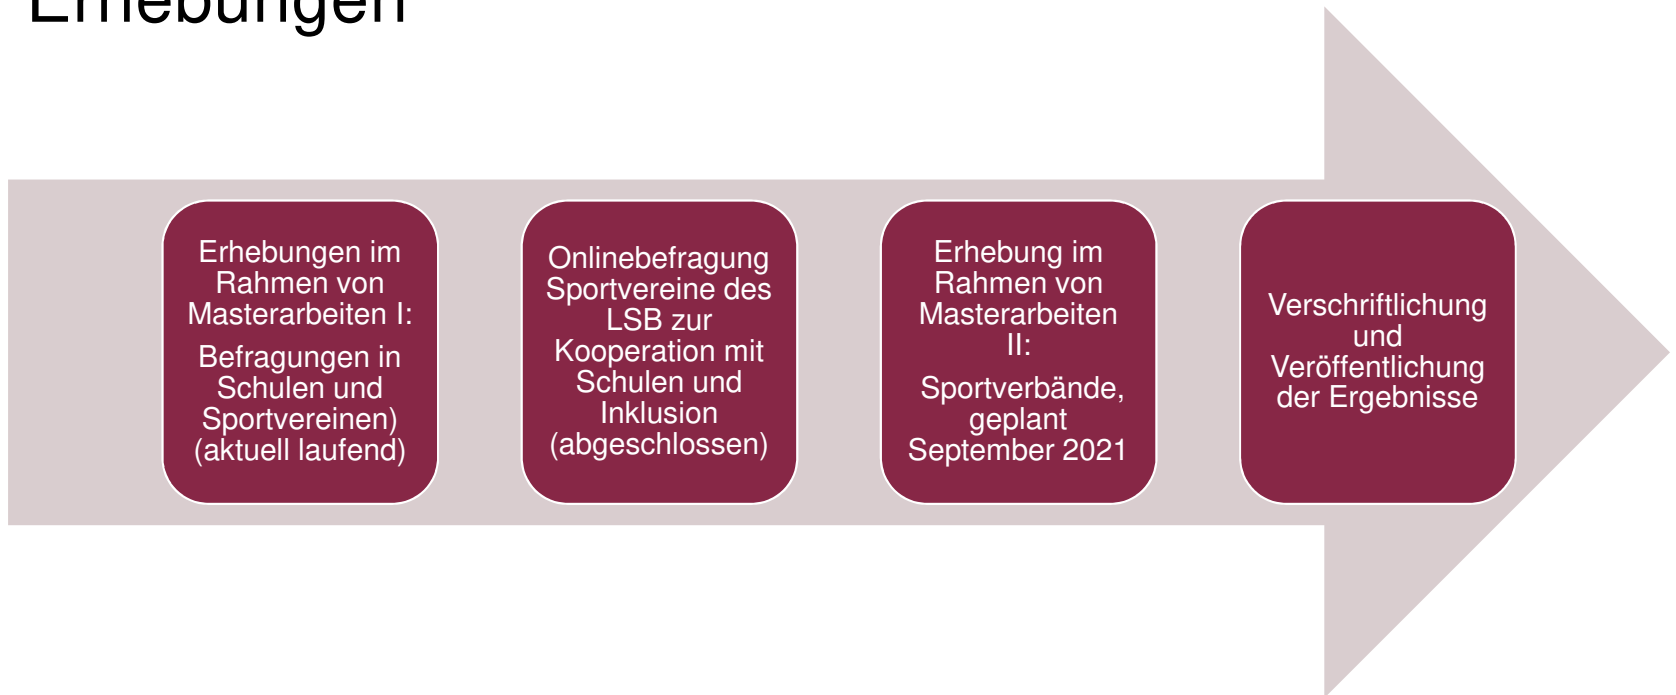 Erhebungen
Erhebungen im
Rahmen von
Masterarbeiten I:
Befragungen in
Schulen und
Sportvereinen)
(aktuell laufend)
Onlinebefragung
Sportvereine des
LSB zur
Kooperation mit
Schulen und
Inklusion
(abgeschlossen)
Erhebung im
Rahmen von
Masterarbeiten
II:
Sportverbände,
geplant
September 2021
Verschriftlichung
und
Veröffentlichung
der Ergebnisse